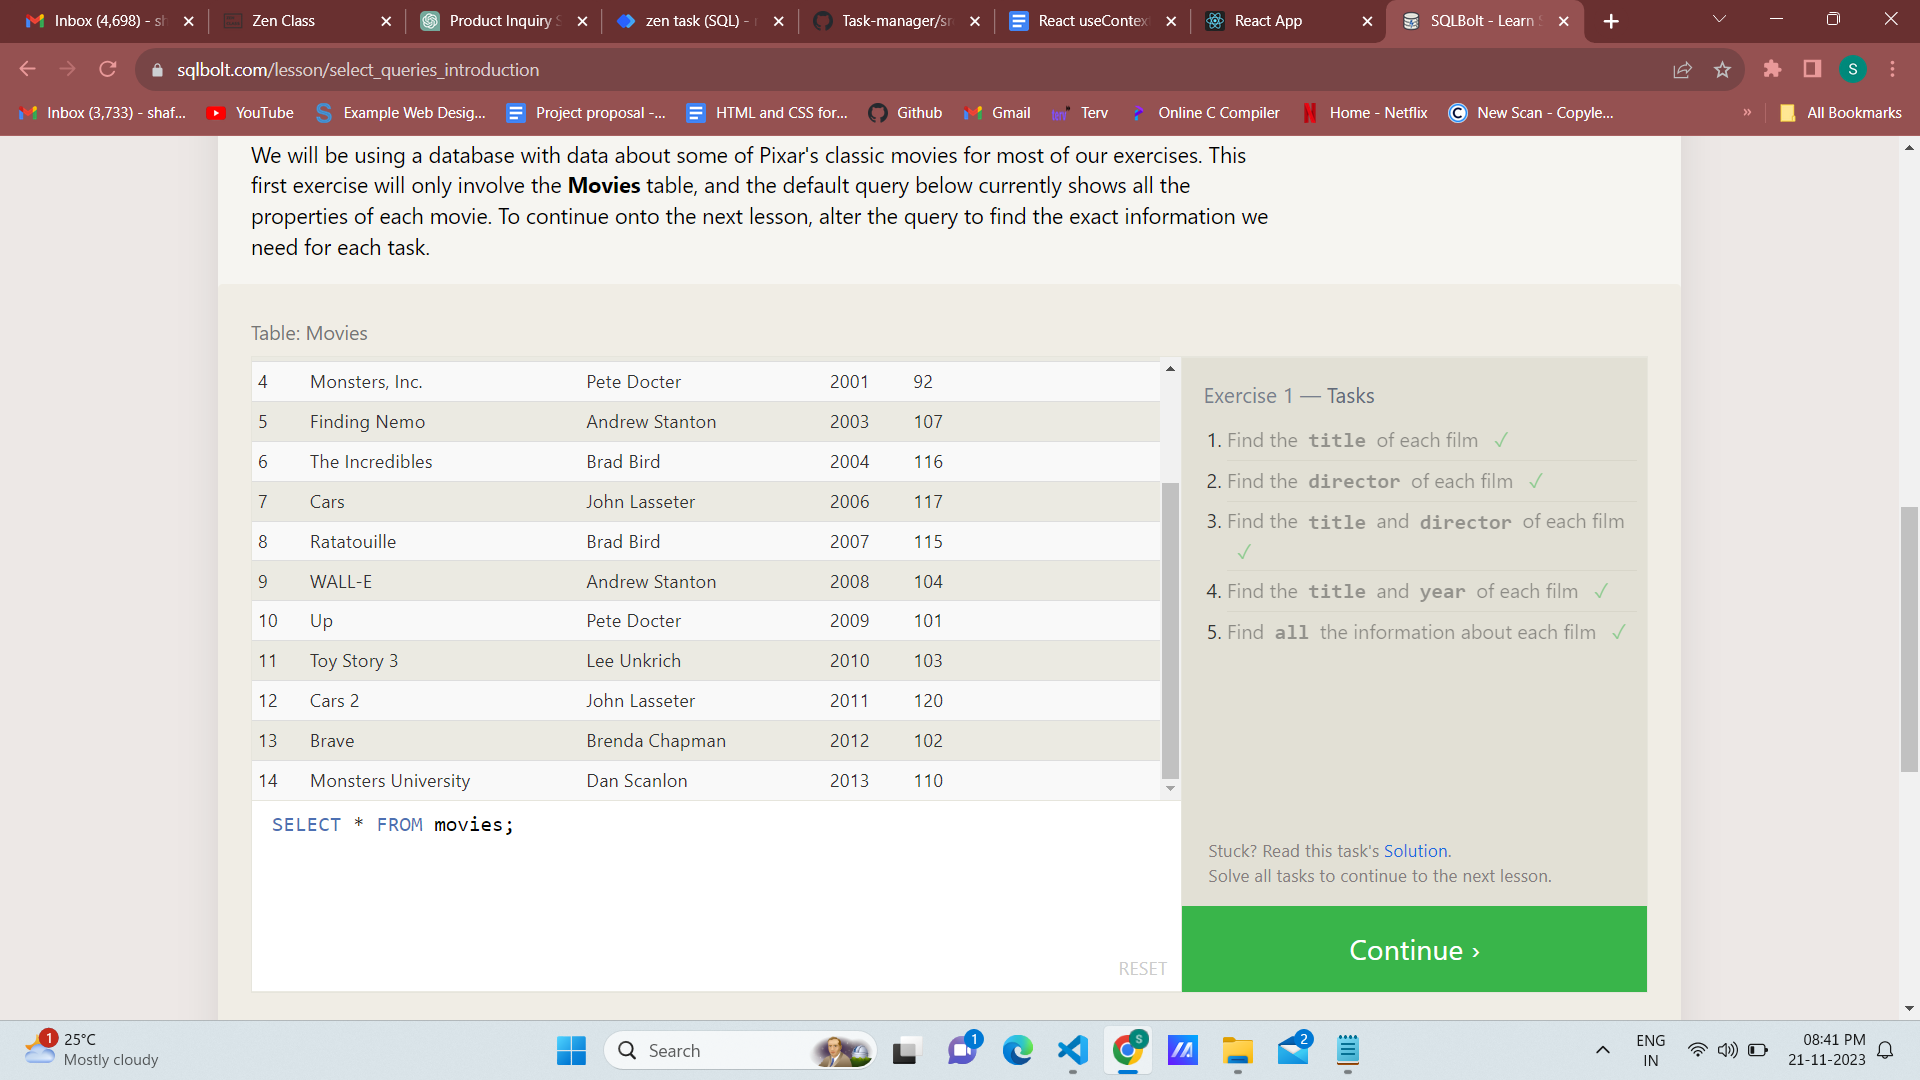 Inbox (4,698) - sh
Zen Class
Product Inquiry S
zen task (SQL) - r
Task-manager/sr
React useContex
React App
SQLBolt - Learn S
sqlbolt.com/lesson/select_queries_introduction
S
Inbox (3,733) - shaf...
YouTube
Example Web Desig...
Project proposal -...
HTML and CSS for...
Github
Gmail
Terv
Online C Compiler
Home - Netflix
New Scan - Copyle...
»
All Bookmarks
We will be using a database with data about some of Pixar's classic movies for most of our exercises. This
first exercise will only involve the Movies table, and the default query below currently shows all the
properties of each movie. To continue onto the next lesson, alter the query to find the exact information we
need for each task.
Table: Movies
4 Monsters, Inc. Pete Docter 2001 92
5 Finding Nemo Andrew Stanton 2003 107
6 The Incredibles Brad Bird 2004 116
7 Cars John Lasseter 2006 117
8 Ratatouille Brad Bird 2007 115
9 WALL-E Andrew Stanton 2008 104
10 Up Pete Docter 2009 101
11 Toy Story 3 Lee Unkrich 2010 103
12 Cars 2 John Lasseter 2011 120
13 Brave Brenda Chapman 2012 102
14 Monsters University Dan Scanlon 2013 110
SELECT * FROM movies;
RESET
Exercise 1 — Tasks
1. Find the title of each film ✓
2. Find the director of each film ✓
3. Find the title and director of each film
✓
4. Find the title and year of each film ✓
5. Find all the information about each film ✓
Stuck? Read this task's Solution.
Solve all tasks to continue to the next lesson.
Continue ›
1
25°C
Mostly cloudy
Search
1
S
2
ENG
IN
08:41 PM
21-11-2023